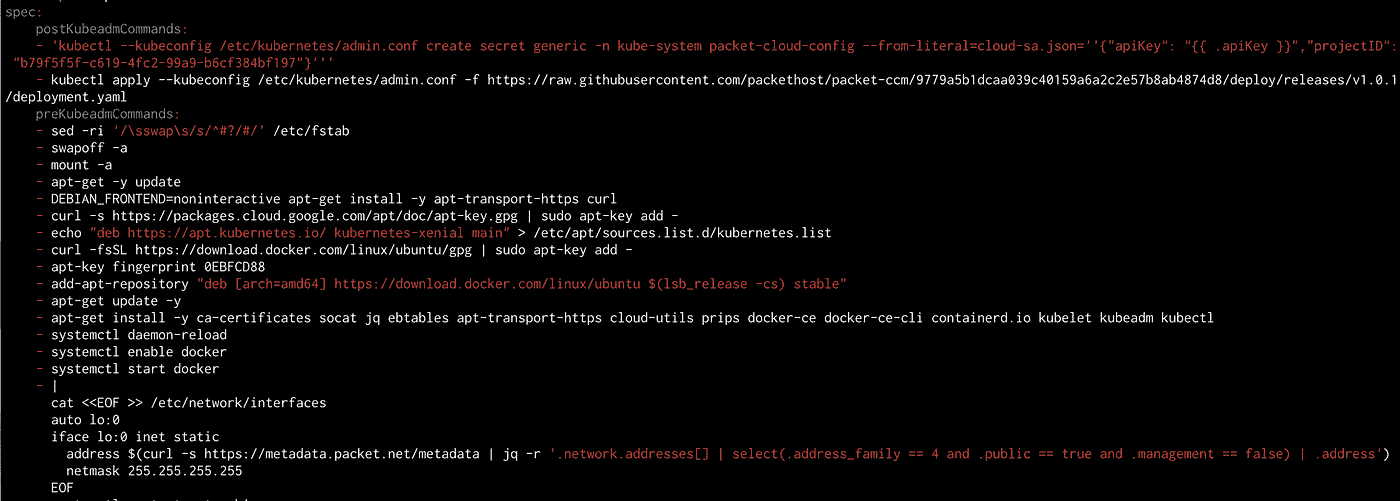 spec:
postKubeadmCommands:
- 'kubectl --kubeconfig /etc/kubernetes/admin.conf create secret generic -n kube-system packet-cloud-config --from-literal=cloud-sa.json=''{"apiKey": "{{ .apiKey }}","projectID":
"b79f5f5f-c619-4fc2-99a9-b6cf384bf197"}'''
- kubectl apply --kubeconfig /etc/kubernetes/admin.conf -f https://raw.githubusercontent.com/packethost/packet-ccm/9779a5b1dcaa039c40159a6a2c2e57b8ab4874d8/deploy/releases/v1.0.1
/deployment.yaml
preKubeadmCommands:
- sed -ri '/\sswap\s/s/^#?/#/' /etc/fstab
- swapoff -a
- mount -a
- apt-get -y update
- DEBIAN_FRONTEND=noninteractive apt-get install -y apt-transport-https curl
- curl -s https://packages.cloud.google.com/apt/doc/apt-key.gpg | sudo apt-key add -
- echo "deb https://apt.kubernetes.io/ kubernetes-xenial main" > /etc/apt/sources.list.d/kubernetes.list
- curl -fsSL https://download.docker.com/linux/ubuntu/gpg | sudo apt-key add -
- apt-key fingerprint 0EBFCD88
- add-apt-repository "deb [arch=amd64] https://download.docker.com/linux/ubuntu $(lsb_release -cs) stable"
- apt-get update -y
- apt-get install -y ca-certificates socat jq ebtables apt-transport-https cloud-utils prips docker-ce docker-ce-cli containerd.io kubelet kubeadm kubectl
- systemctl daemon-reload
- systemctl enable docker
- systemctl start docker
- |
cat <<EOF >> /etc/network/interfaces
auto lo:0
iface lo:0 inet static
address $(curl -s https://metadata.packet.net/metadata | jq -r '.network.addresses[] | select(.address_family == 4 and .public == true and .management == false) | .address')
netmask 255.255.255.255
EOF